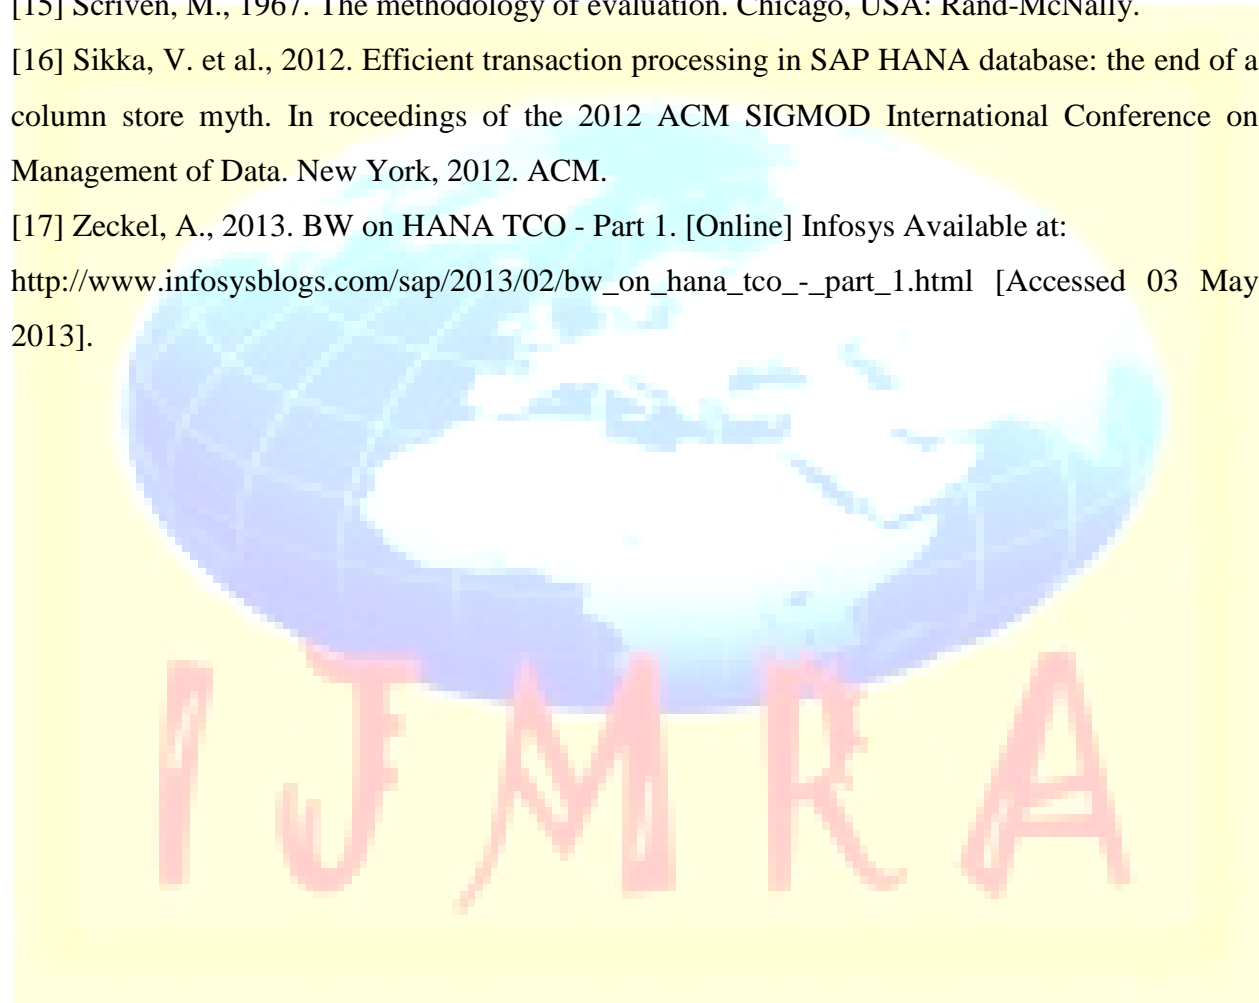 [15] Scriven, M., 1967. The methodology of evaluation. Chicago, USA: Rand-McNally.
[16] Sikka, V. et al., 2012. Efficient transaction processing in SAP HANA database: the end of a
column store myth. In roceedings of the 2012 ACM SIGMOD International Conference on
Management of Data. New York, 2012. ACM.
[17] Zeckel, A., 2013. BW on HANA TCO - Part 1. [Online] Infosys Available at:
http://www.infosysblogs.com/sap/2013/02/bw_on_hana_tco_-_part_1.html [Accessed 03 May
2013].
IJMRA